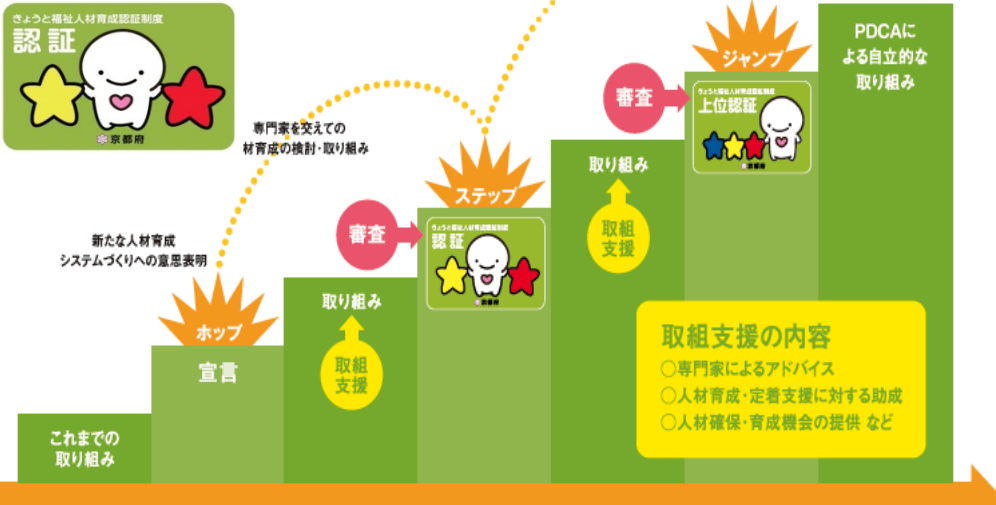 きょうと福祉人材育成認証制度
認証
京都府
専門家を交えての
材育成の検討・取り組み
新たな人材育成
システムづくりへの意思表明
これまでの
取り組み
ホップ
宣言
取り組み
取組
支援
審査
ステップ
きょうと福祉人材育成認証制度
認証
京都府
取り組み
取組
支援
審査
ジャンプ
きょうと福祉人材育成認証制度
上位認証
京都府
PDCAに
よる自立的な
取り組み
取組支援の内容
○専門家によるアドバイス
○人材育成・定着支援に対する助成
○人材確保・育成機会の提供 など